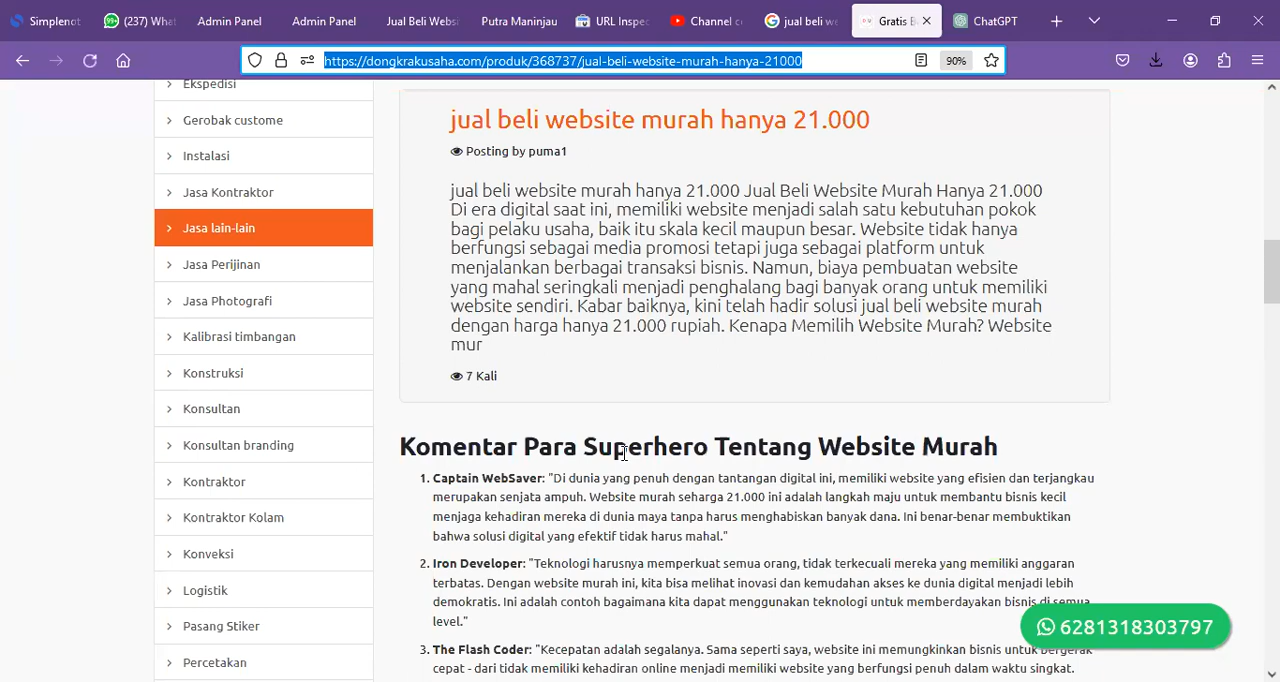 Simplenot
(237) What
Admin Panel
Admin Panel
Jual Beli Websi
Putra Maninjau
URL Inspec
Channel c
jual beli we
Gratis B
ChatGPT
https://dongkrakusaha.com/produk/368737/jual-beli-website-murah-hanya-21000
90%
Ekspedisi
Gerobak custome
Instalasi
Jasa Kontraktor
Jasa lain-lain
Jasa Perijinan
Jasa Photografi
Kalibrasi timbangan
Konstruksi
Konsultan
Konsultan branding
Kontraktor
Kontraktor Kolam
Konveksi
Logistik
Pasang Stiker
Percetakan
jual beli website murah hanya 21.000
Posting by puma1
jual beli website murah hanya 21.000 Jual Beli Website Murah Hanya 21.000
Di era digital saat ini, memiliki website menjadi salah satu kebutuhan pokok
bagi pelaku usaha, baik itu skala kecil maupun besar. Website tidak hanya
berfungsi sebagai media promosi tetapi juga sebagai platform untuk
menjalankan berbagai transaksi bisnis. Namun, biaya pembuatan website
yang mahal seringkali menjadi penghalang bagi banyak orang untuk memiliki
website sendiri. Kabar baiknya, kini telah hadir solusi jual beli website murah
dengan harga hanya 21.000 rupiah. Kenapa Memilih Website Murah? Website
mur
7 Kali
Komentar Para Superhero Tentang Website Murah
1. Captain WebSaver: "Di dunia yang penuh dengan tantangan digital ini, memiliki website yang efisien dan terjangkau
merupakan senjata ampuh. Website murah seharga 21.000 ini adalah langkah maju untuk membantu bisnis kecil
menjaga kehadiran mereka di dunia maya tanpa harus menghabiskan banyak dana. Ini benar-benar membuktikan
bahwa solusi digital yang efektif tidak harus mahal."
2. Iron Developer: "Teknologi harusnya memperkuat semua orang, tidak terkecuali mereka yang memiliki anggaran
terbatas. Dengan website murah ini, kita bisa melihat inovasi dan kemudahan akses ke dunia digital menjadi lebih
demokratis. Ini adalah contoh bagaimana kita dapat menggunakan teknologi untuk memberdayakan bisnis di semua
level."
3. The Flash Coder: "Kecepatan adalah segalanya. Sama seperti saya, website ini memungkinkan bisnis untuk bergerak
cepat - dari tidak memiliki kehadiran online menjadi memiliki website yang berfungsi penuh dalam waktu singkat.
6281318303797